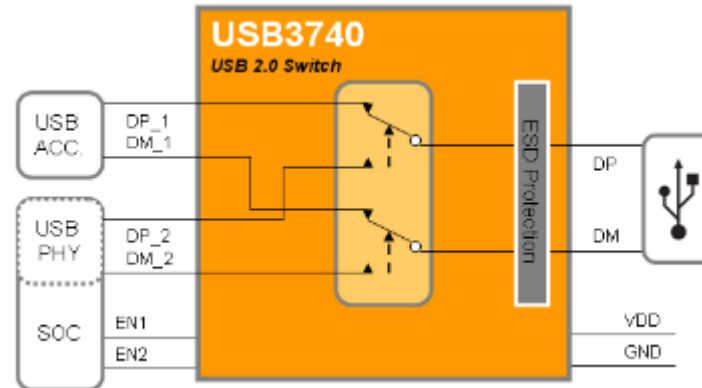 USB3740
USB 2.0 Switch
USB
ACC.
DP_1
DM_1
USB
PHY
DP_2
DM_2
SOC
EN1
EN2
ESD Protection
DP
DM
VDD
GND